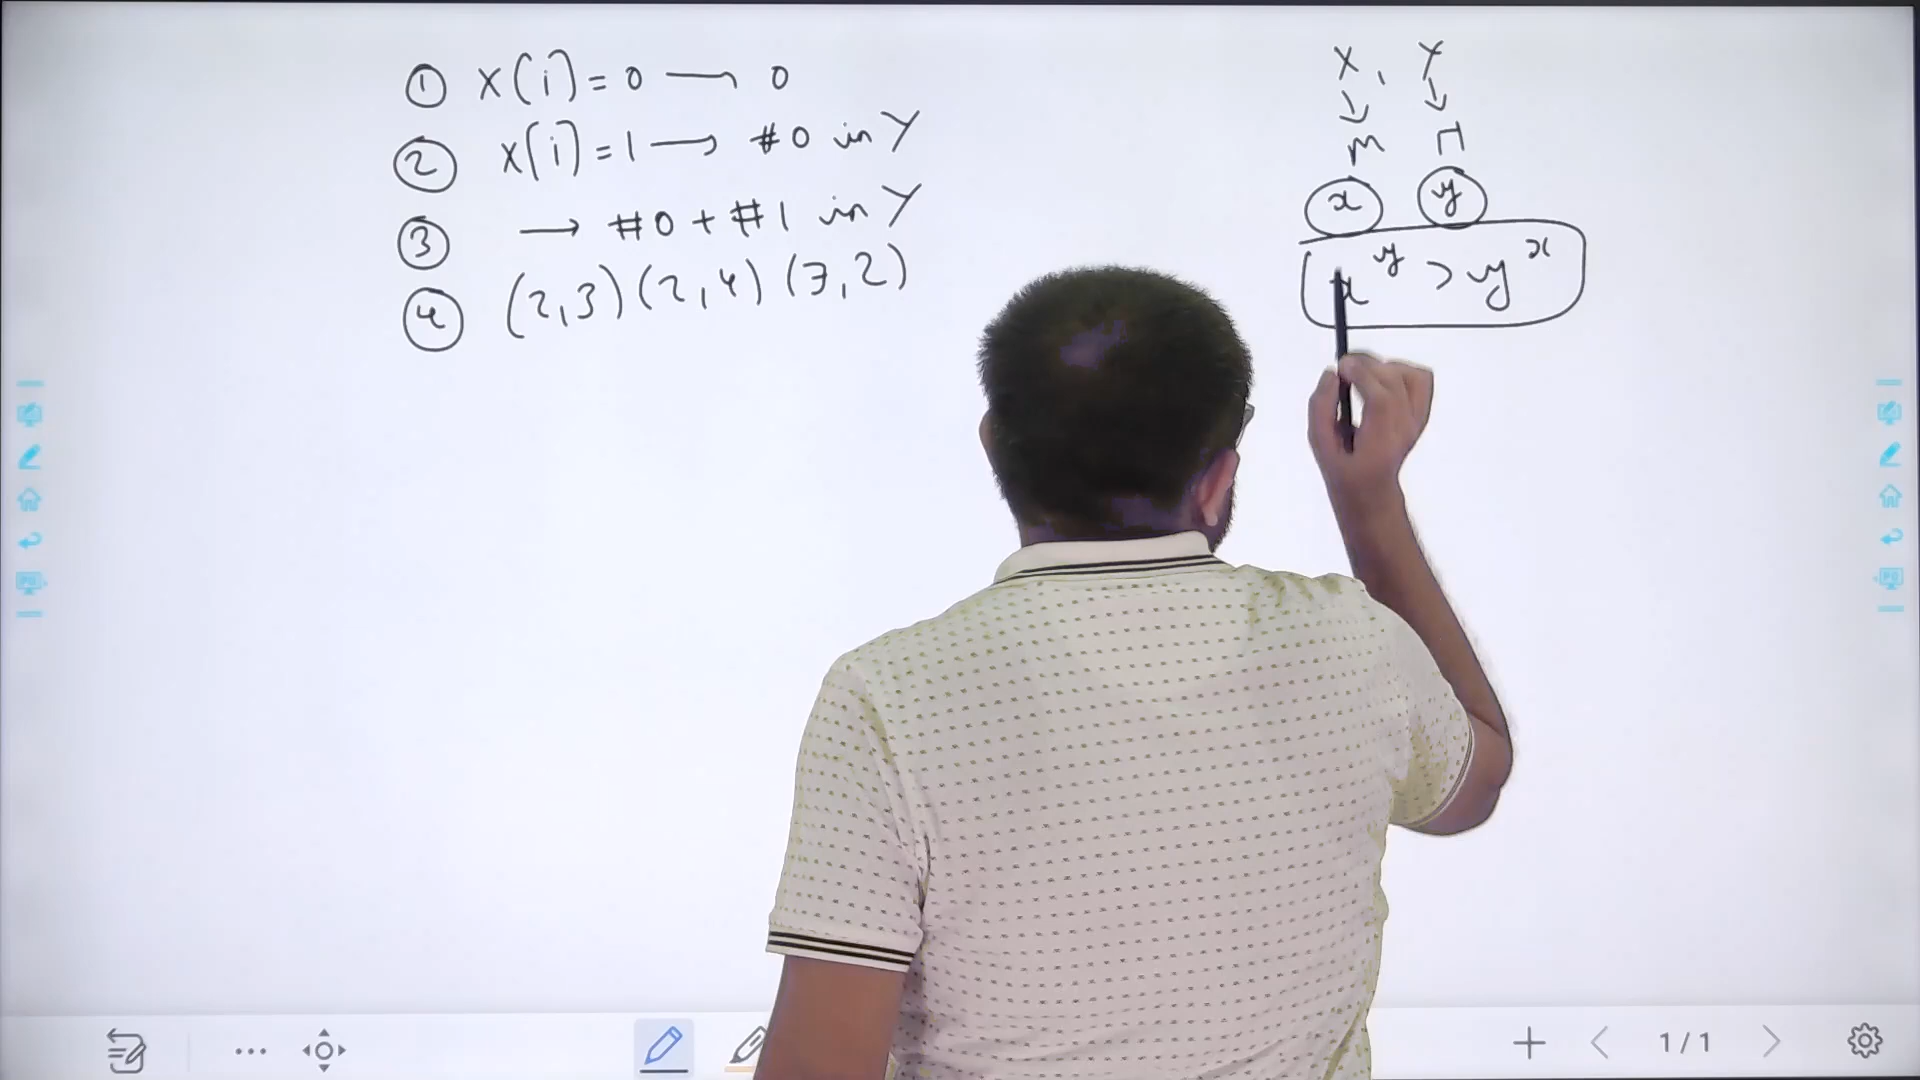 ① X(i) = 0 → 0
② X[i] = 1 → #0 in Y
③ → #0 + #1 in Y
④ (2,3) (2,4) (3,2)
X, Y
↓ ↓
m n
x y
x^y > y^x
1 / 1